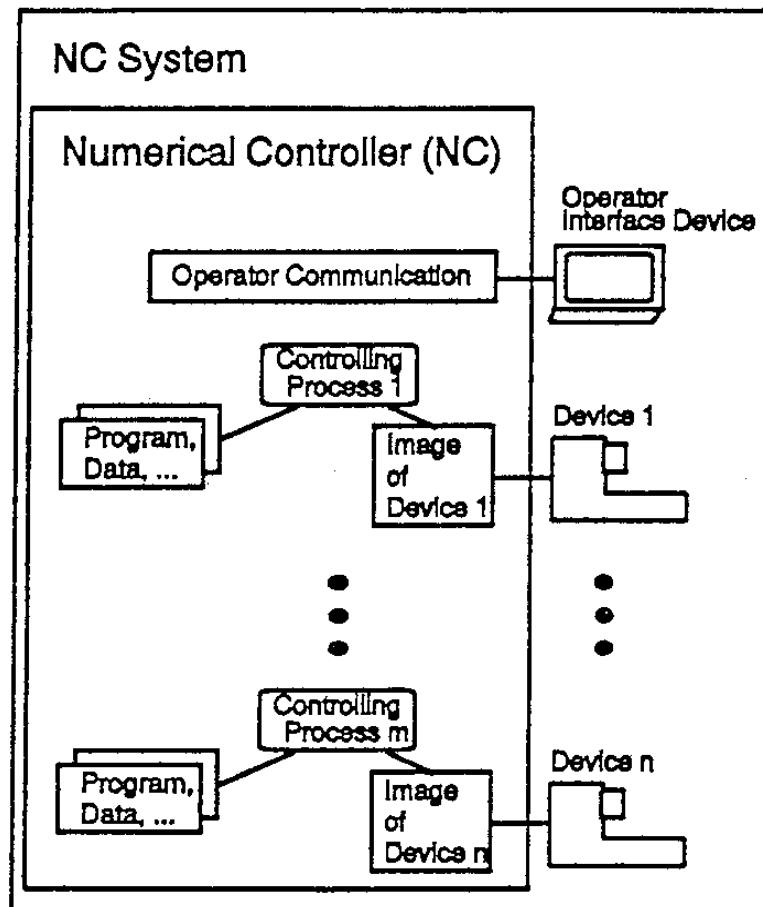 NC System
Numerical Controller (NC)
Operator
Interface Device
Operator Communication
Controlling
Process 1
Program,
Data, ...
Image
of
Device 1
Device 1
Controlling
Process m
Program,
Data, ...
Image
of
Device n
Device n